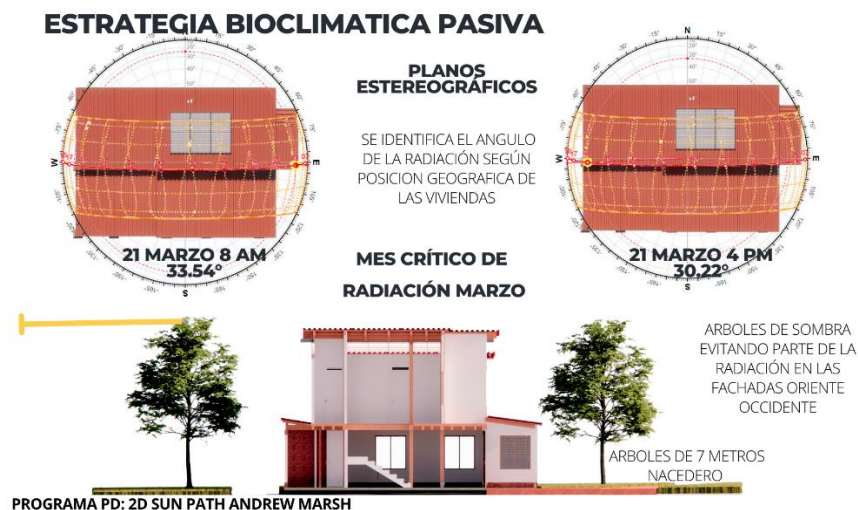 ESTRATEGIA BIOCLIMATICA PASIVA
PLANOS
ESTEREOGRÁFICOS
SE IDENTIFICA EL ANGULO
DE LA RADIACIÓN SEGÚN
POSICION GEOGRAFICA DE
LAS VIVIENDAS
N
W
E
S
21 MARZO 8 AM
33.54º
N
W
E
S
21 MARZO 4 PM
30.22º
MES CRÍTICO DE
RADIACIÓN MARZO
ARBOLES DE SOMBRA
EVITANDO PARTE DE LA
RADIACIÓN EN LAS
FACHADAS ORIENTE
OCCIDENTE
ARBOLES DE 7 METROS
NACEDERO
PROGRAMA PD: 2D SUN PATH ANDREW MARSH